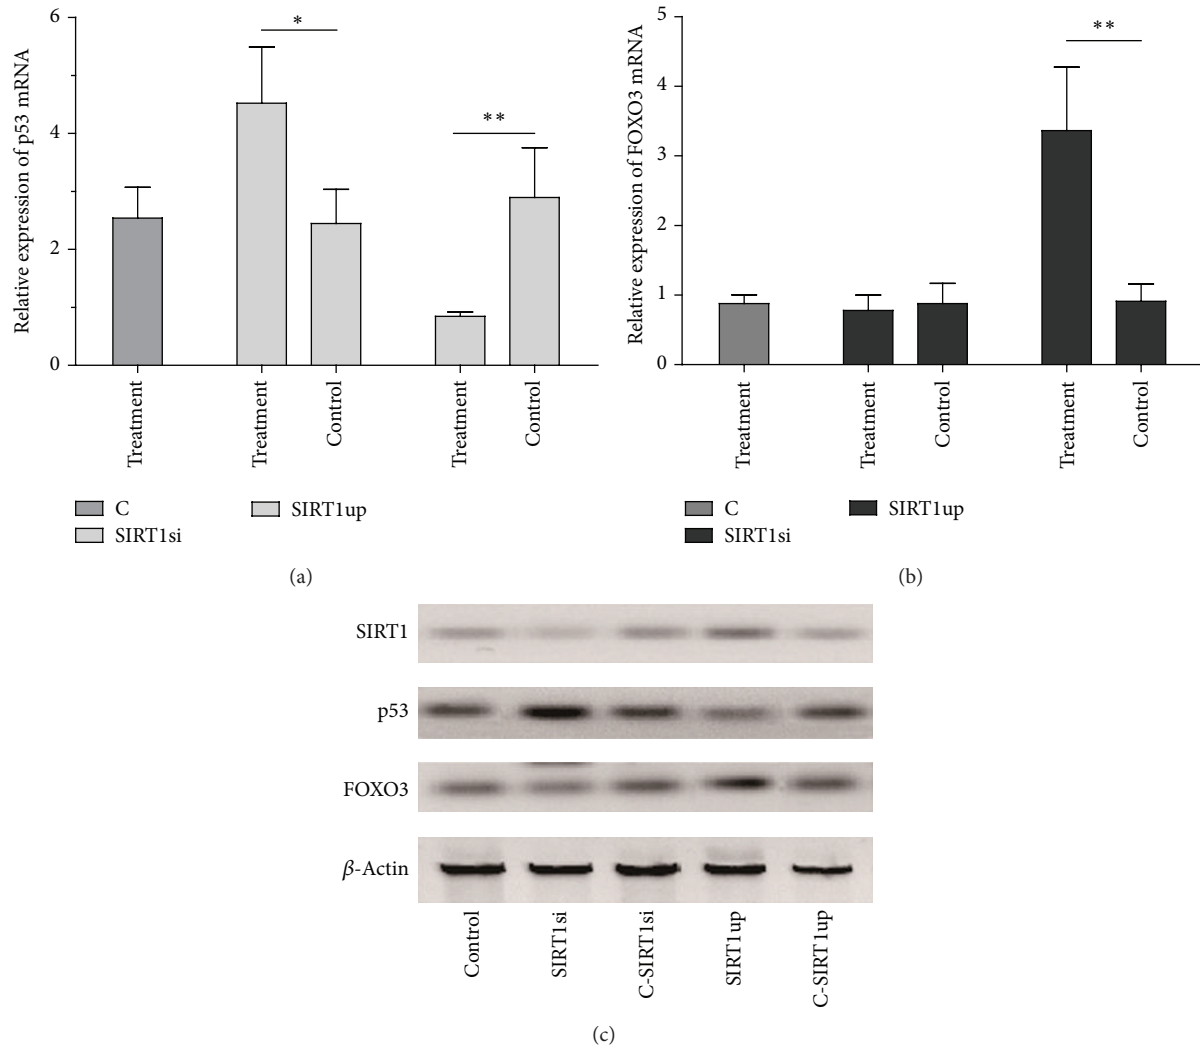 Relative expression of p53 mRNA
6
4
2
0
*
**
Treatment
Treatment
Control
Treatment
Control
C
SIRT1si
SIRT1up
(a)
Relative expression of FOXO3 mRNA
5
4
3
2
1
0
**
Treatment
Treatment
Control
Treatment
Control
C
SIRT1si
SIRT1up
(b)
SIRT1
p53
FOXO3
β-Actin
Control
SIRT1si
C-SIRT1si
SIRT1up
C-SIRT1up
(c)